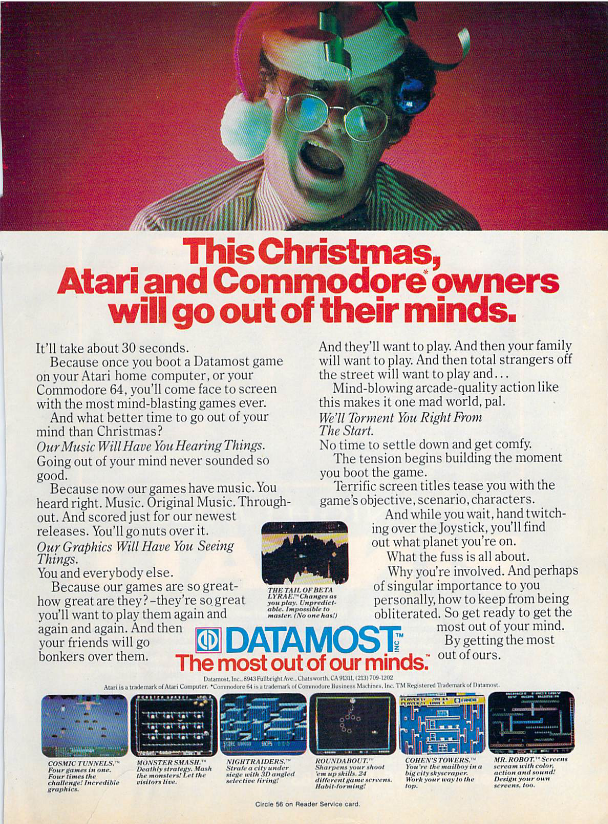 This Christmas,
Atari and Commodore* owners
will go out of their minds.
It'll take about 30 seconds.
Because once you boot a Datamost game
on your Atari home computer, or your
Commodore 64, you'll come face to screen
with the most mind-blasting games ever.
And what better time to go out of your
mind than Christmas?
Our Music Will Have You Hearing Things.
Going out of your mind never sounded so
good.
Because now our games have music. You
heard right. Music. Original Music. Through-
out. And scored just for our newest
releases. You'll go nuts over it.
Our Graphics Will Have You Seeing
Things.
You and everybody else.
Because our games are so great-
how great are they?–they're so great
you'll want to play them again and
again and again. And then
your friends will go
bonkers over them.
And they'll want to play. And then your family
will want to play. And then total strangers off
the street will want to play and...
Mind-blowing arcade-quality action like
this makes it one mad world, pal.
We'll Torment You Right From
The Start.
No time to settle down and get comfy.
The tension begins building the moment
you boot the game.
Terrific screen titles tease you with the
game's objective, scenario, characters.
And while you wait, hand twitch-
ing over the Joystick, you'll find
out what planet you're on.
What the fuss is all about.
Why you're involved. And perhaps
of singular importance to you
personally, how to keep from being
obliterated. So get ready to get the
most out of your mind.
By getting the most
out of ours.
THE TAIL OF BETA
LYRAE.™ Changes as
you play. Unpredict-
able. Impossible to
master. (No one has!)
DATAMOST INC.™
The most out of our minds.™
Datamost, Inc., 8943 Fullbright Ave., Chatsworth, CA 91311, (213) 709-1202
Atari is a trademark of Atari Computer. *Commodore 64 is a trademark of Commodore Business Machines, Inc. TM Registered Trademark of Datamost.
COSMIC TUNNELS.™
Four games in one.
Four times the
challenge! Incredible
graphics.
MONSTER SMASH.™
Deathly strategy. Mash
the monsters! Let the
visitors live.
NIGHTRAIDERS.™
Strafe a city under
siege with 3D angled
selective firing!
ROUNDABOUT.™
Sharpens your shoot
'em up skills. 24
different game screens.
Habit-forming!
COHEN'S TOWERS.™
You're the mailboy in a
big city skyscraper.
Work your way to the
top.
MR. ROBOT.™ Screens
scream with color,
action and sound!
Design your own
screens, too.
Circle 56 on Reader Service card.